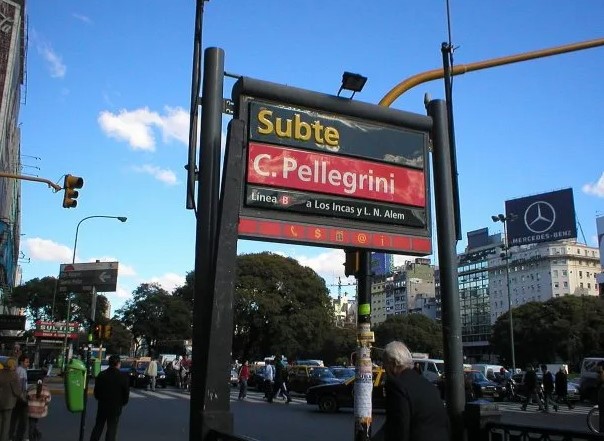 Subte
C. Pellegrini
Línea B a Los Incas y L. N. Alem
MERCEDES-BENZ